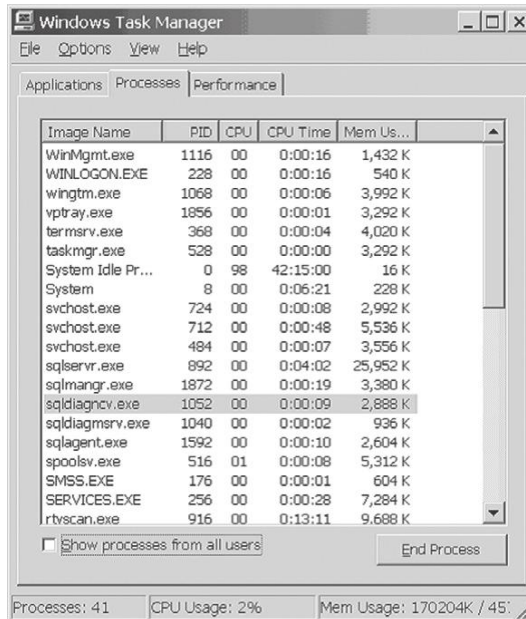 Windows Task Manager
File Options View Help
Applications Processes Performance
Image Name PID CPU CPU Time Mem Us...
WinMgmt.exe 1116 00 0:00:16 1,432 K
WINLOGON.EXE 228 00 0:00:16 540 K
wingtm.exe 1068 00 0:00:06 3,992 K
vptray.exe 1856 00 0:00:01 3,292 K
termsrv.exe 368 00 0:00:04 4,020 K
taskmgr.exe 528 00 0:00:00 3,292 K
System Idle Pr... 0 98 42:15:00 16 K
System 8 00 0:06:21 228 K
svchost.exe 724 00 0:00:08 2,992 K
svchost.exe 712 00 0:00:48 5,536 K
svchost.exe 484 00 0:00:07 3,556 K
sqlservr.exe 892 00 0:04:02 25,952 K
sqlmangr.exe 1872 00 0:00:19 3,380 K
sqldiagncv.exe 1052 00 0:00:09 2,888 K
sqldiagmsrv.exe 1040 00 0:00:02 936 K
sqlagent.exe 1592 00 0:00:10 2,604 K
spoolsv.exe 516 01 0:00:08 5,312 K
SMSS.EXE 176 00 0:00:01 604 K
SERVICES.EXE 256 00 0:00:28 7,284 K
rtvscan.exe 916 00 0:13:11 9,688 K
Show processes from all users
End Process
Processes: 41 CPU Usage: 2% Mem Usage: 170204K /